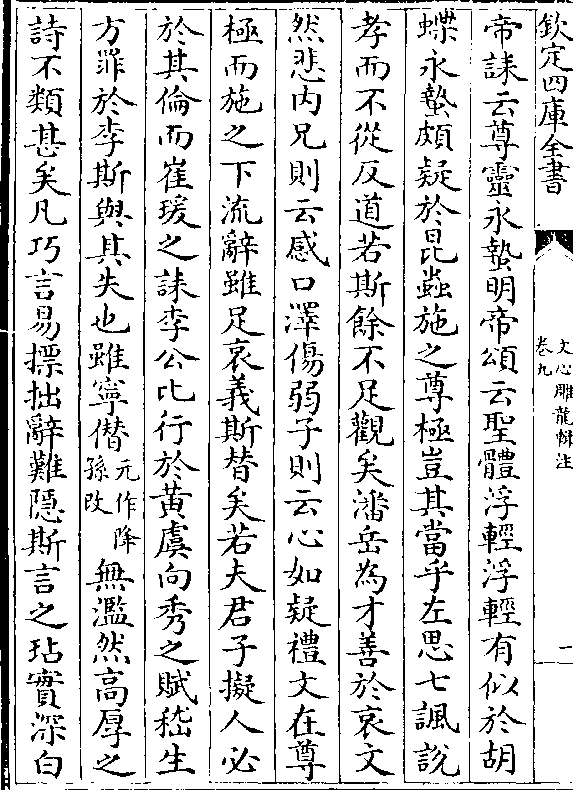 欽定四庫全書
文心雕龍輯注
卷九
二
帝誄云尊靈永蟄明帝頌云聖體浮輕浮輕有似於胡
蝶永蟄頗疑於昆蟲施之尊極豈其當乎左思七諷說
孝而不從反道若斯餘不足觀矣潘岳為才善於哀文
然悲内兄則云感口澤傷弱子則云心如疑禮文在尊
極而施之下流辭雖足哀義斯替矣若夫君子擬人必
於其倫而崔瑗之誄李公比行於黃虞向秀之賦嵇生
方罪於李斯與其失也雖寧僭元作降孫改無濫然高厚之
詩不類甚矣凡巧言易摽拙辭難隱斯言之玷實深白